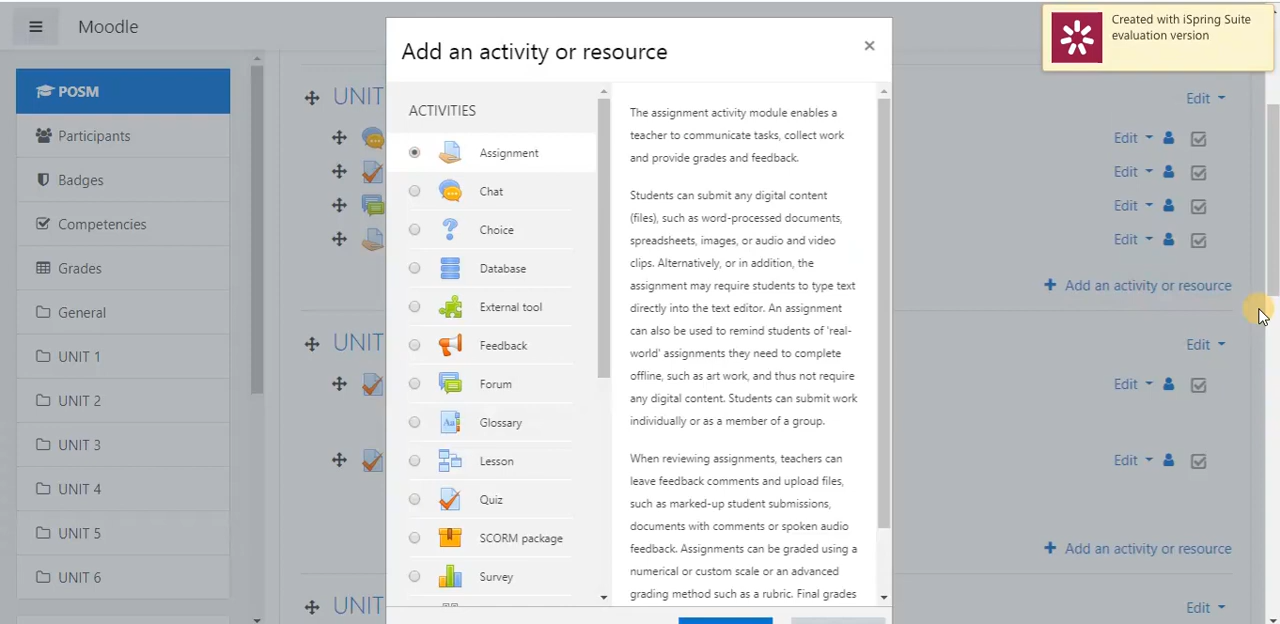 Moodle
Created with iSpring Suite
evaluation version
POSM
Participants
Badges
Competencies
Grades
General
UNIT 1
UNIT 2
UNIT 3
UNIT 4
UNIT 5
UNIT 6
UNIT
Edit
Edit
Edit
Edit
Edit
Add an activity or resource
UNIT
Edit
Edit
Edit
Add an activity or resource
UNIT
Edit
Add an activity or resource
×
ACTIVITIES
Assignment
Chat
Choice
Database
External tool
Feedback
Forum
Glossary
Lesson
Quiz
SCORM package
Survey
The assignment activity module enables a
teacher to communicate tasks, collect work
and provide grades and feedback.
Students can submit any digital content
(files), such as word-processed documents,
spreadsheets, images, or audio and video
clips. Alternatively, or in addition, the
assignment may require students to type text
directly into the text editor. An assignment
can also be used to remind students of 'real-
world' assignments they need to complete
offline, such as art work, and thus not require
any digital content. Students can submit work
individually or as a member of a group.
When reviewing assignments, teachers can
leave feedback comments and upload files,
such as marked-up student submissions,
documents with comments or spoken audio
feedback. Assignments can be graded using a
numerical or custom scale or an advanced
grading method such as a rubric. Final grades